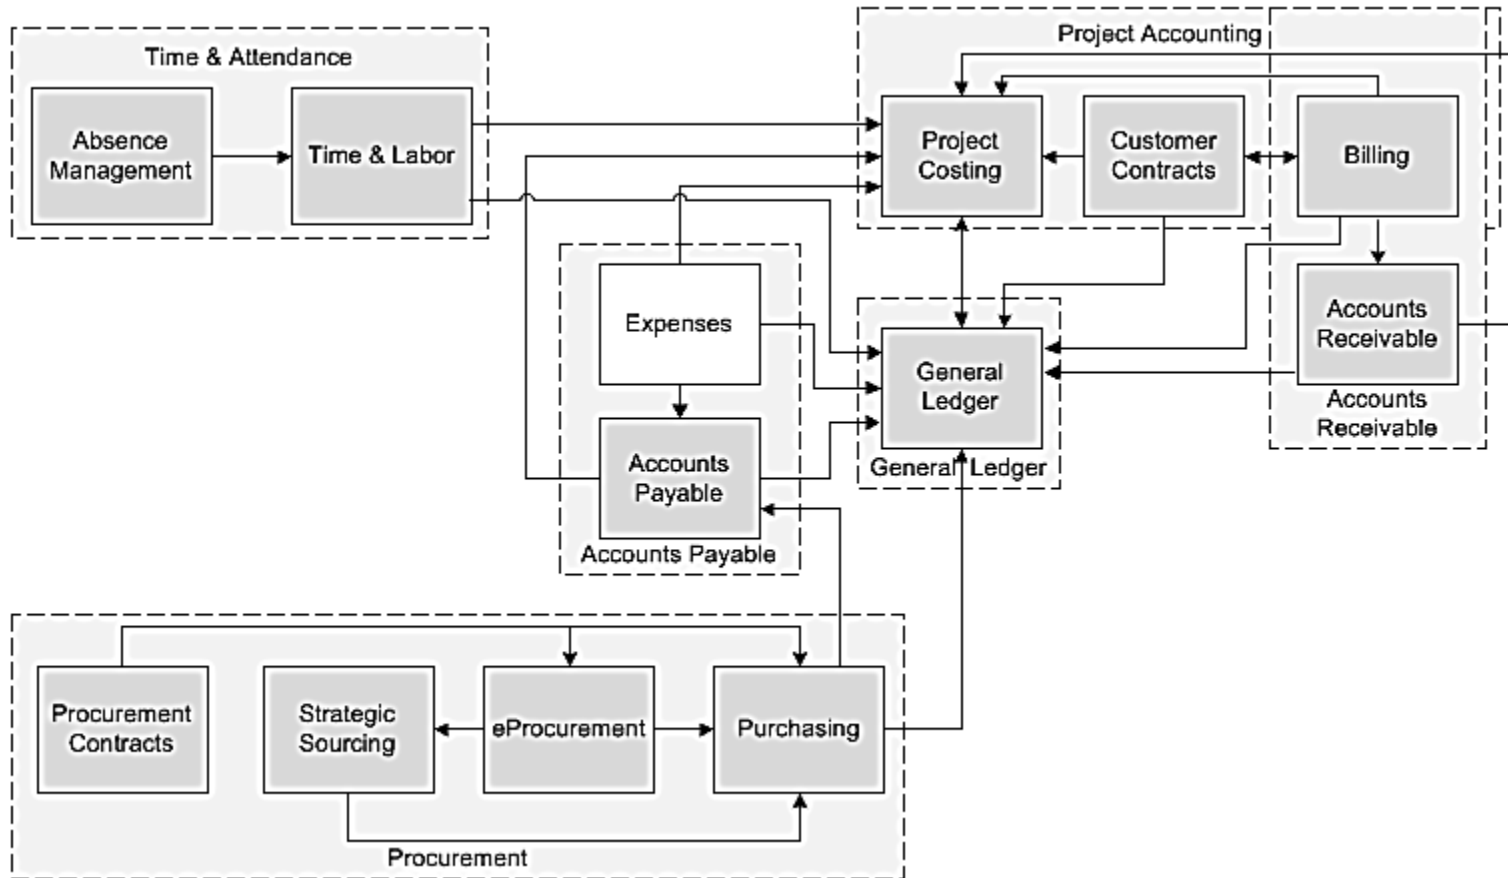 Project Accounting
Time & Attendance
Absence
Management
Time & Labor
Project
Costing
Customer
Contracts
Billing
Expenses
General
Ledger
General Ledger
Accounts
Receivable
Accounts
Receivable
Accounts
Payable
Accounts Payable
Procurement
Contracts
Strategic
Sourcing
eProcurement
Purchasing
Procurement